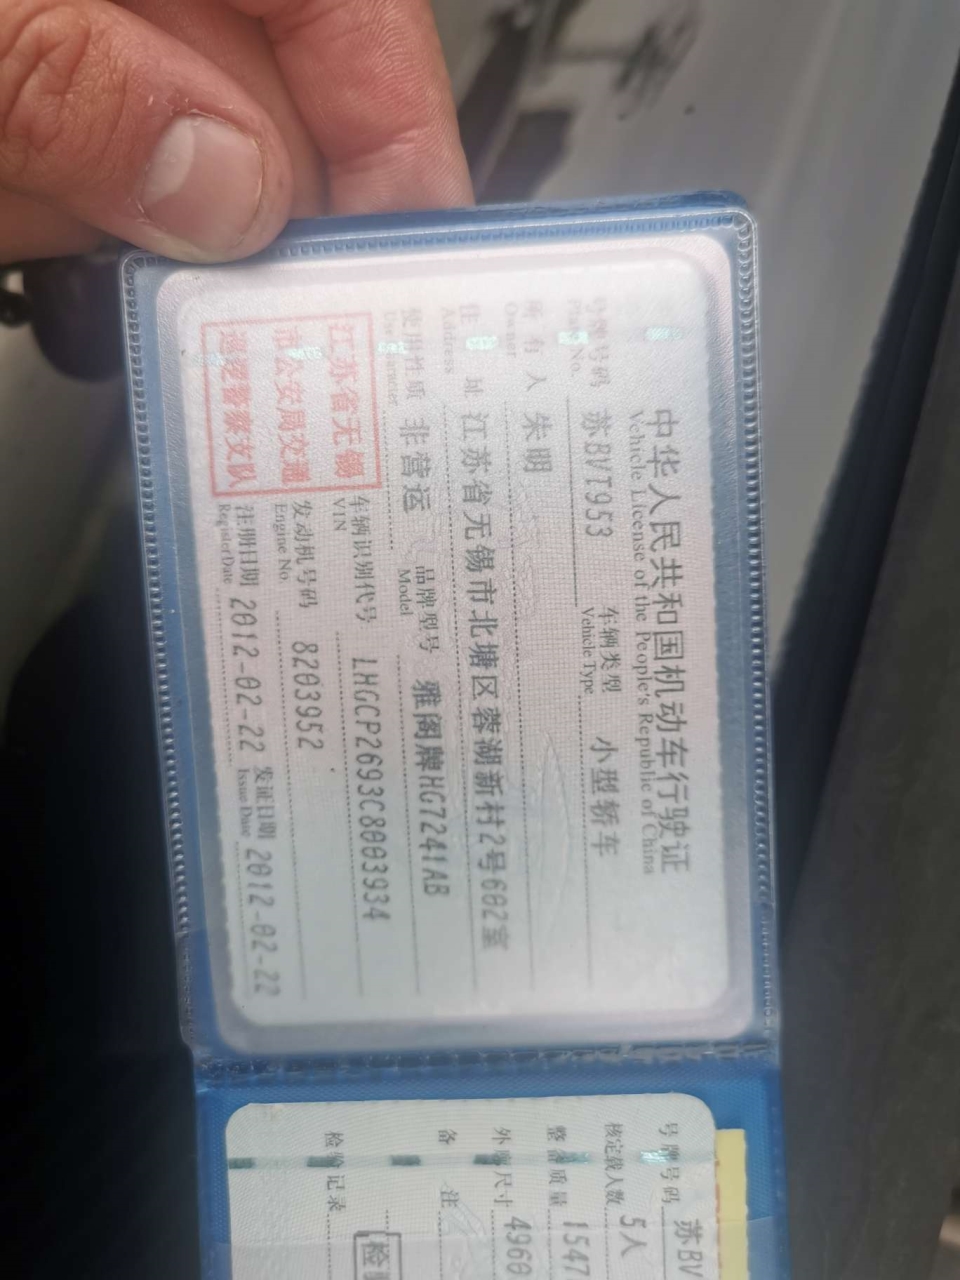 中华人民共和国机动车行驶证
Vehicle License of the People's Republic of China
号牌号码 苏BVT953 车辆类型 小型轿车
Plate No. Vehicle Type
所有人 朱明
Owner
住址 江苏省无锡市北塘区蓉湖新村2号602室
Address
使用性质 非营运 品牌型号 雅阁牌HG7241AB
Use Model
江苏省无锡
市公安局交通
巡逻警察支队
车辆识别代号 LHGCP2693C8003934
VIN
发动机号码 8203952
Engine No.
注册日期 2012-02-22 发证日期 2012-02-22
Register Date Issue Date
号牌号码 苏BV
核定载人数 5人
整备质量 1547
外廓尺寸 4960
备注
检验记录
检